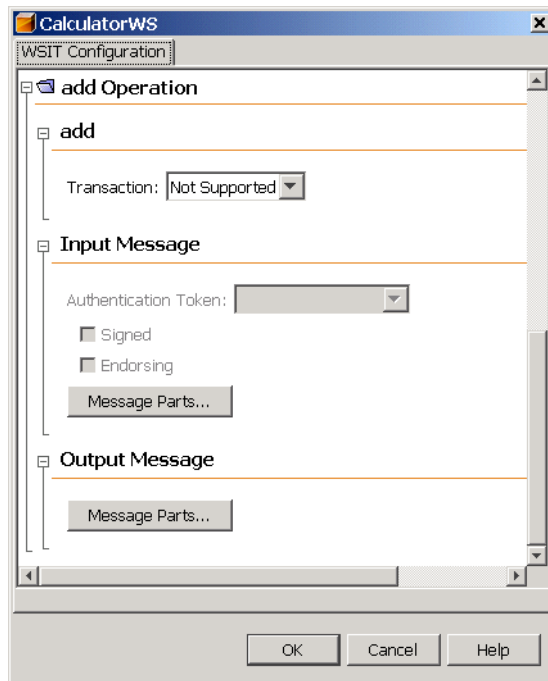 CalculatorWS
WSIT Configuration
add Operation
add
Transaction: Not Supported
Input Message
Authentication Token:
Signed
Endorsing
Message Parts...
Output Message
Message Parts...
OK Cancel Help